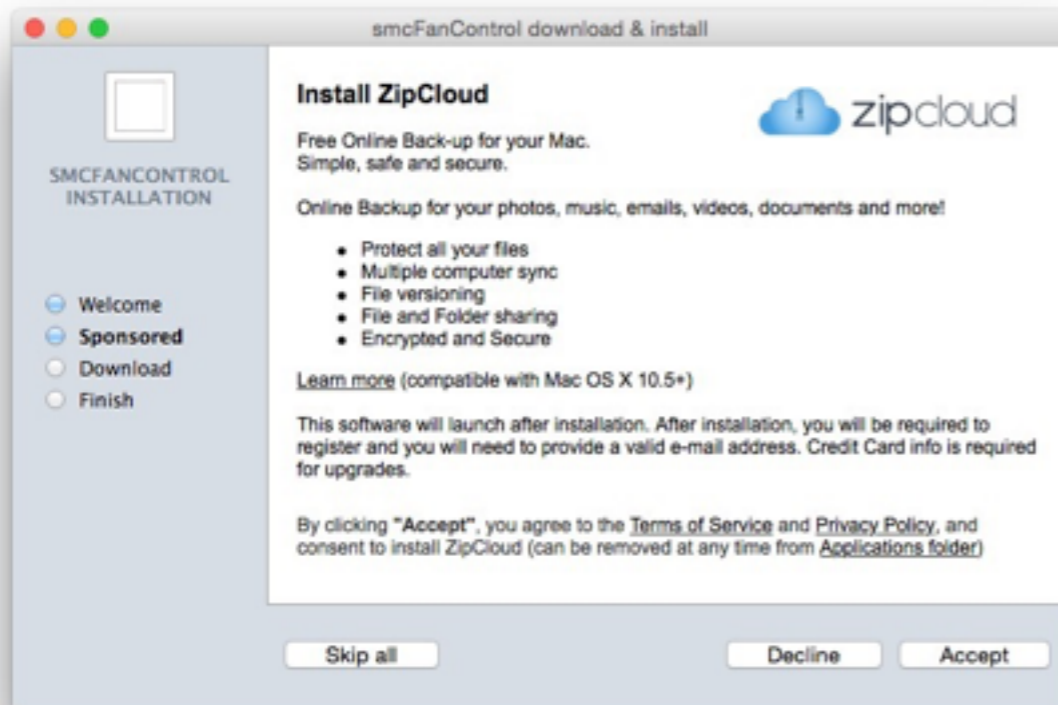 smcFanControl download & install
SMCFANCONTROL
INSTALLATION
Welcome
Sponsored
Download
Finish
Install ZipCloud
zipcloud
Free Online Back-up for your Mac.
Simple, safe and secure.
Online Backup for your photos, music, emails, videos, documents and more!
• Protect all your files
• Multiple computer sync
• File versioning
• File and Folder sharing
• Encrypted and Secure
Learn more (compatible with Mac OS X 10.5+)
This software will launch after installation. After installation, you will be required to
register and you will need to provide a valid e-mail address. Credit Card info is required
for upgrades.
By clicking "Accept", you agree to the Terms of Service and Privacy Policy, and
consent to install ZipCloud (can be removed at any time from Applications folder)
Skip all
Decline
Accept